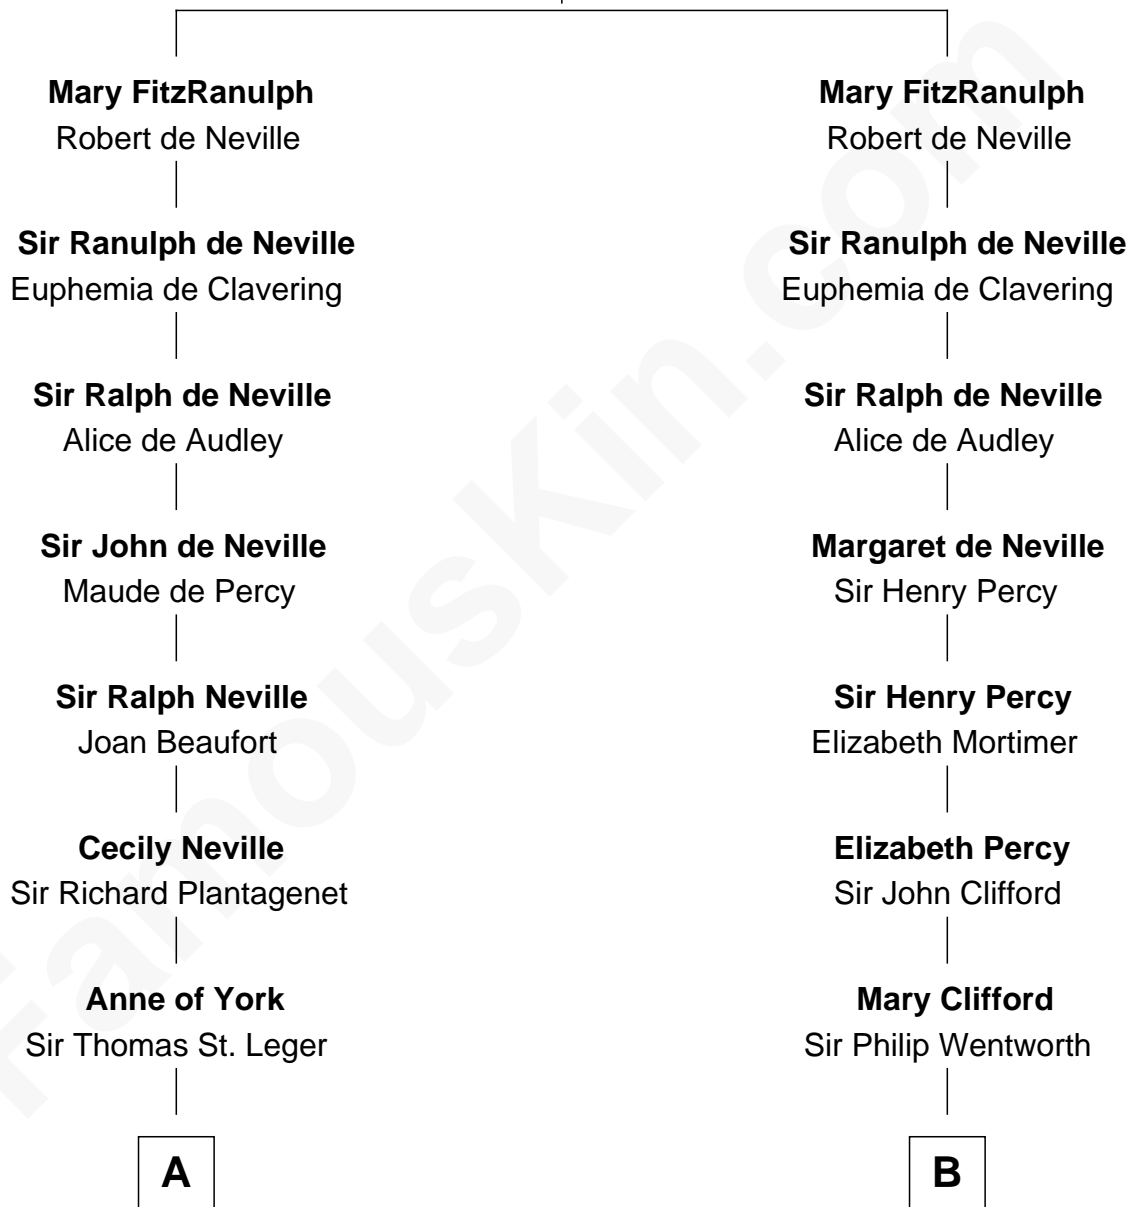 Mary FitzRanulph
Robert de Neville
Sir Ranulph de Neville
Euphemia de Clavering
Sir Ralph de Neville
Alice de Audley
Sir John de Neville
Maude de Percy
Sir Ralph Neville
Joan Beaufort
Cecily Neville
Sir Richard Plantagenet
Anne of York
Sir Thomas St. Leger
A
Mary FitzRanulph
Robert de Neville
Sir Ranulph de Neville
Euphemia de Clavering
Sir Ralph de Neville
Alice de Audley
Margaret de Neville
Sir Henry Percy
Sir Henry Percy
Elizabeth Mortimer
Elizabeth Percy
Sir John Clifford
Mary Clifford
Sir Philip Wentworth
B
FamousKin.com